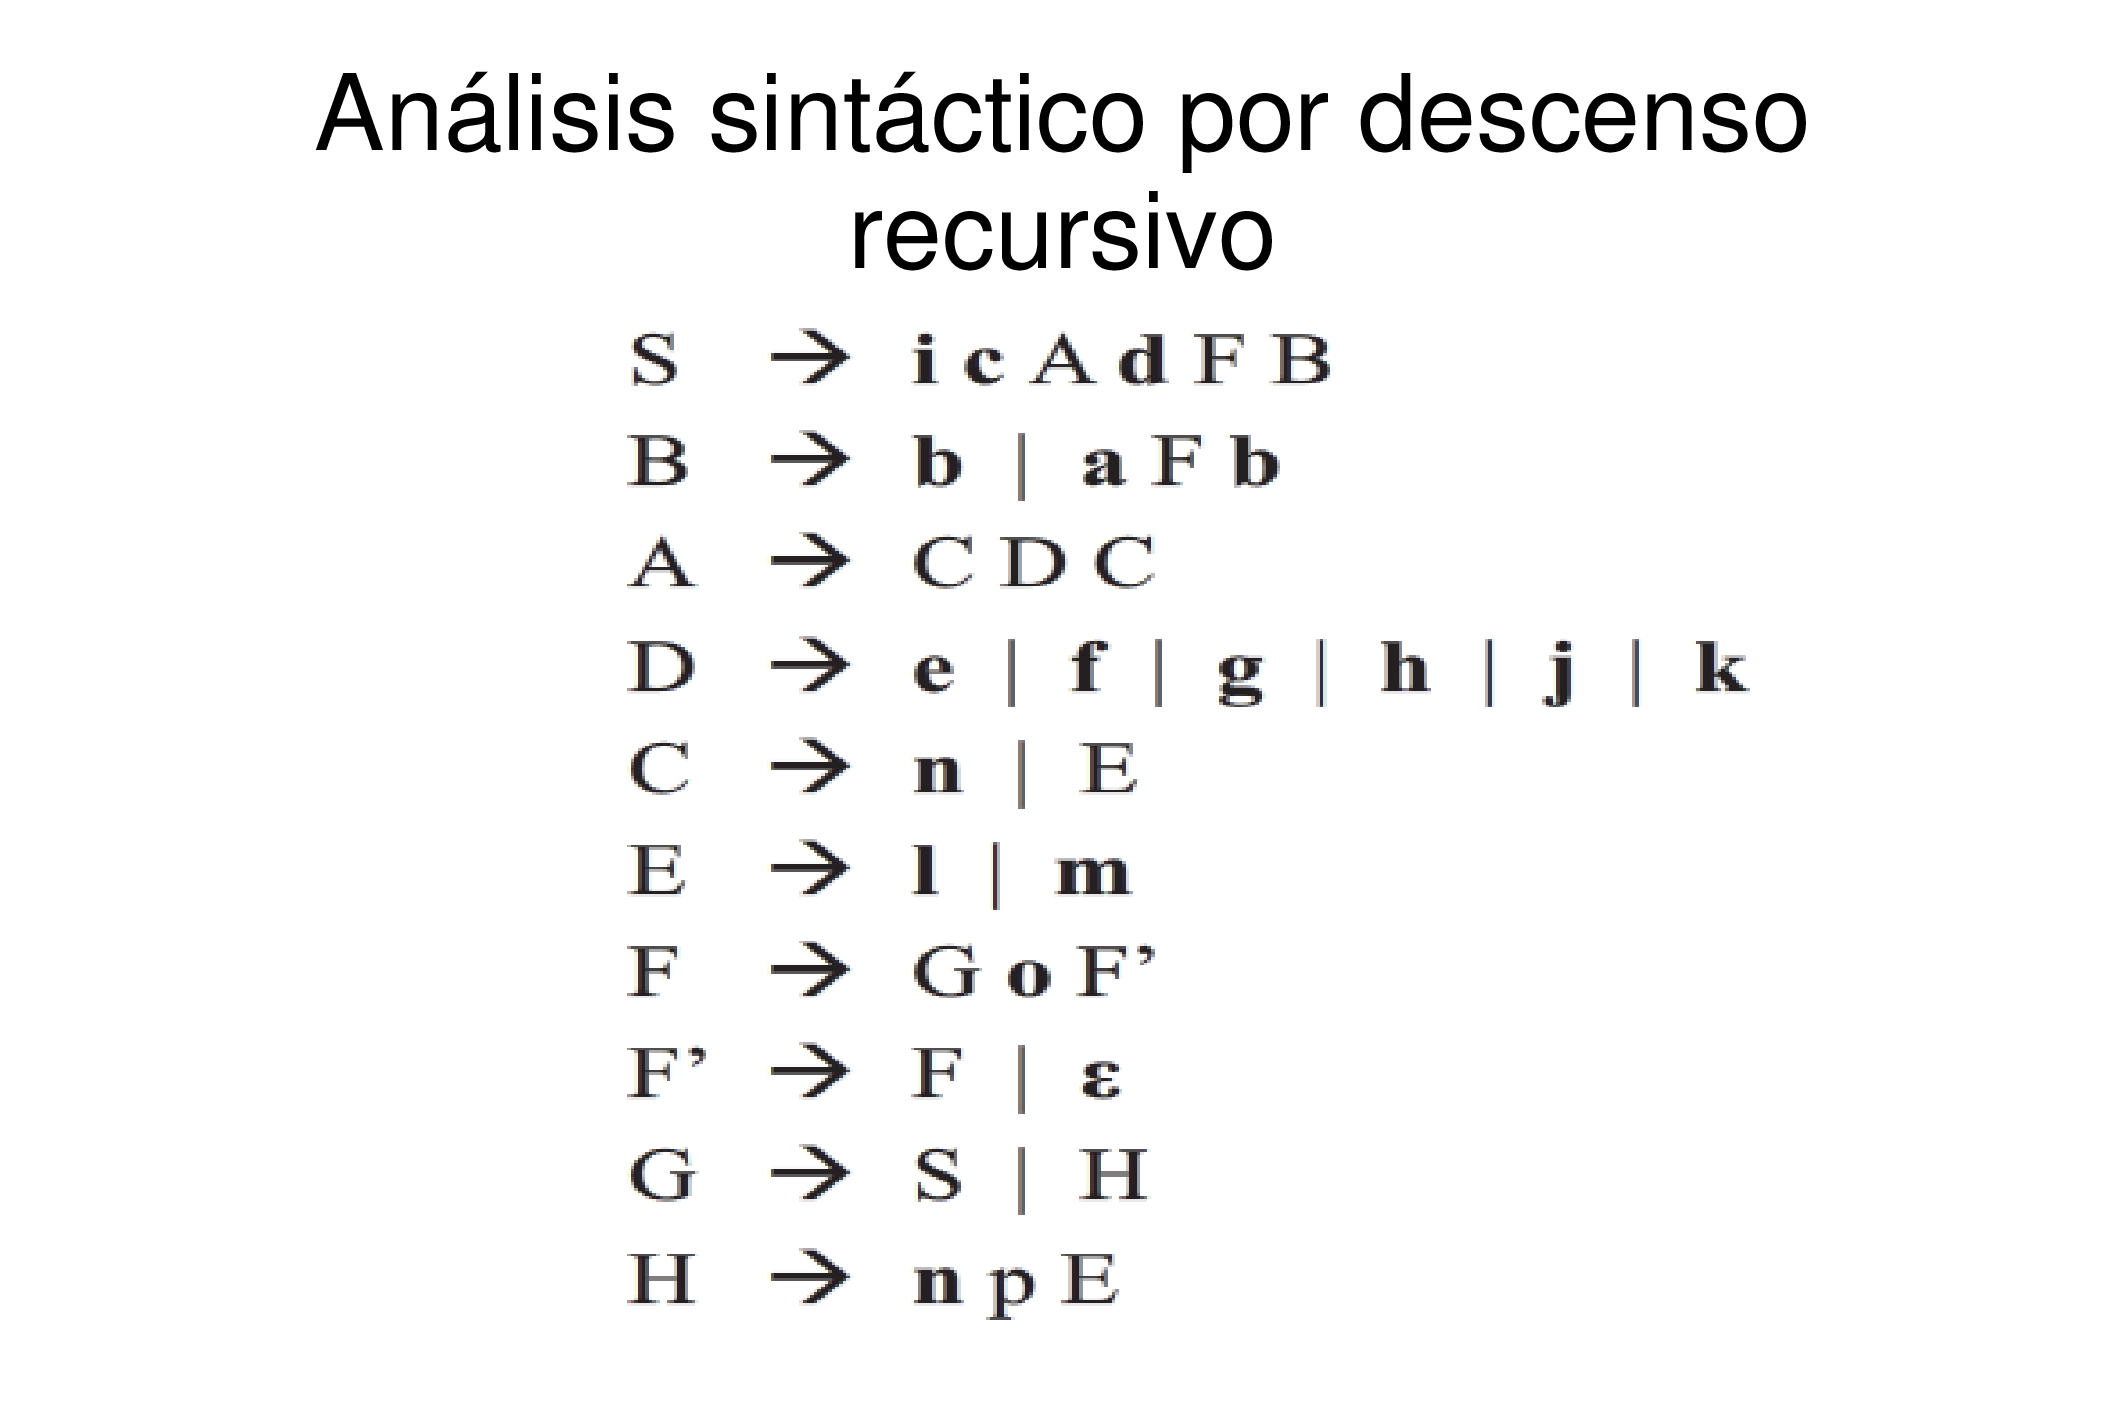 Análisis sintáctico por descenso
recursivo
S → i c A d F B
B → b | a F b
A → C D C
D → e | f | g | h | j | k
C → n | E
E → l | m
F → G o F’
F’ → F | ε
G → S | H
H → n p E